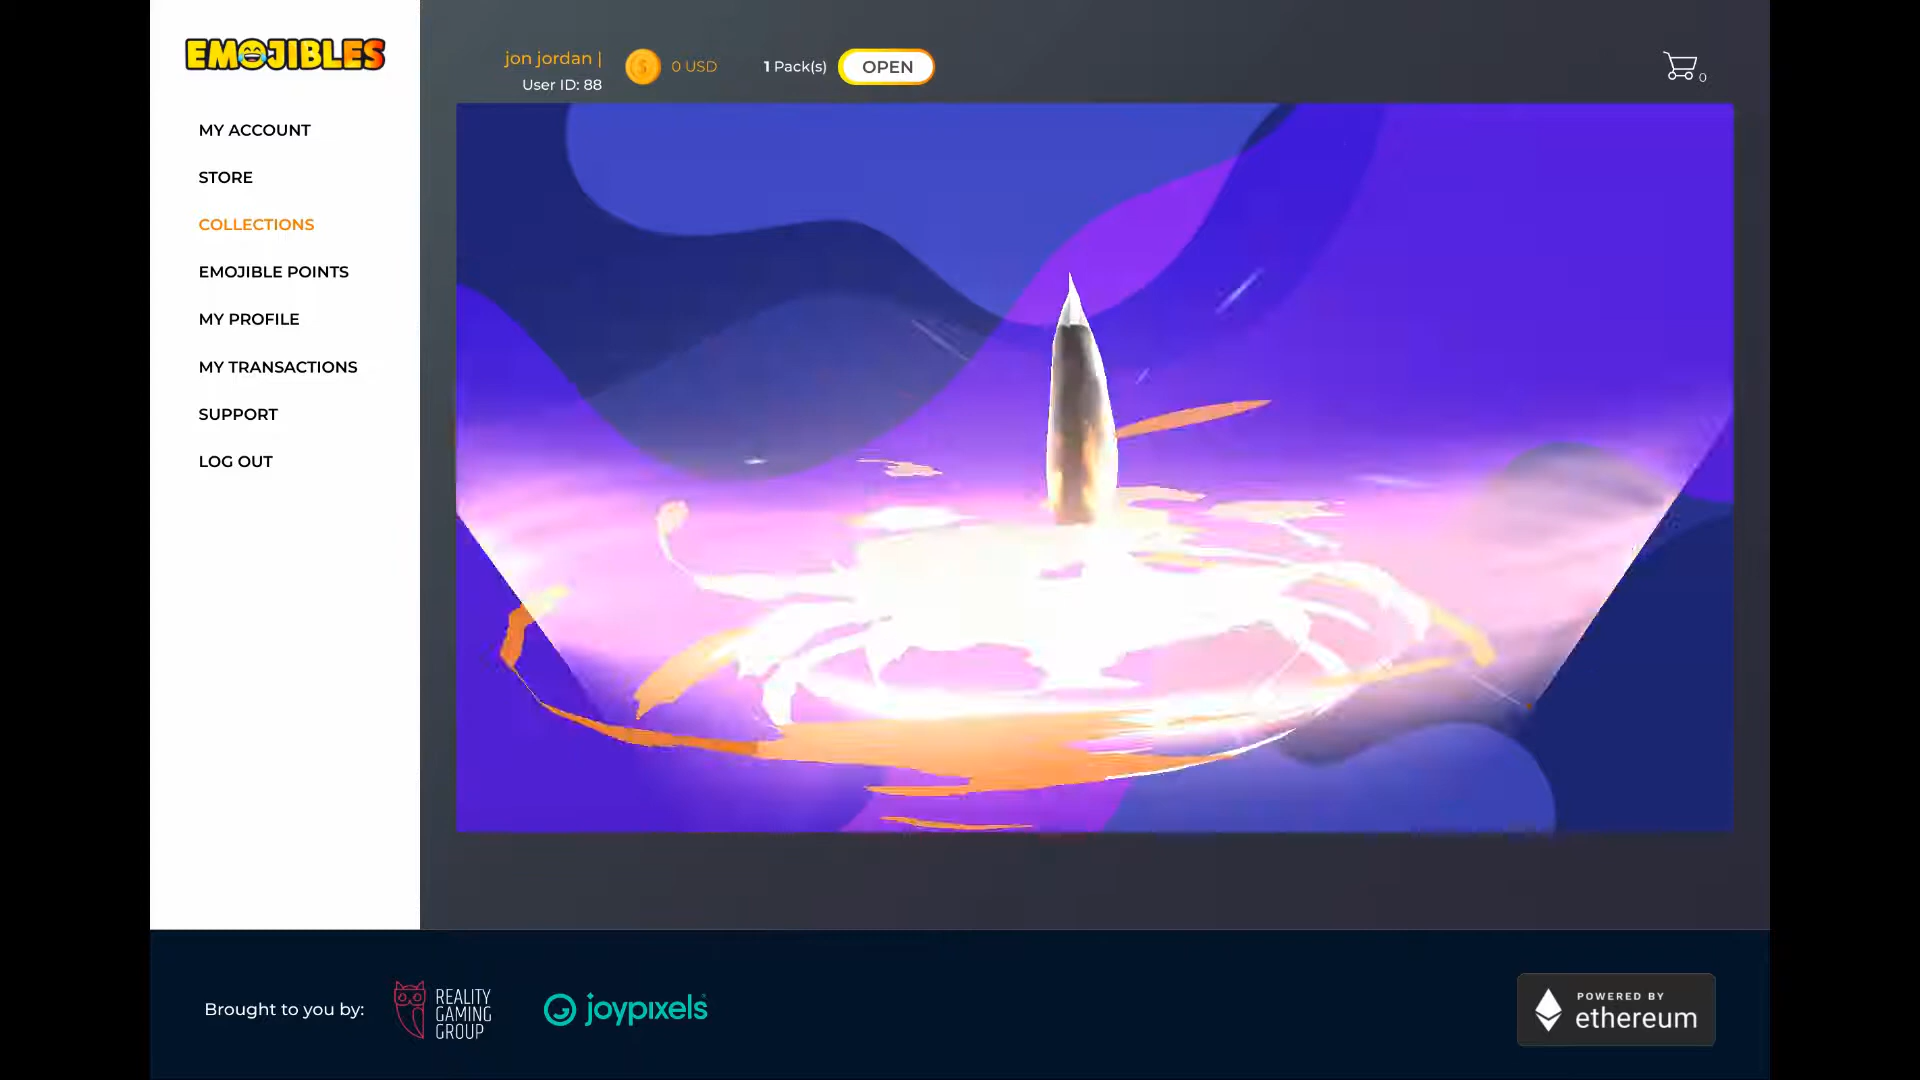 EMOJIBLES
jon jordan |
User ID: 88
0 USD
1 Pack(s)
OPEN
0
MY ACCOUNT
STORE
COLLECTIONS
EMOJIBLE POINTS
MY PROFILE
MY TRANSACTIONS
SUPPORT
LOG OUT
Brought to you by:
REALITY
GAMING
GROUP
joypixels
POWERED BY
ethereum